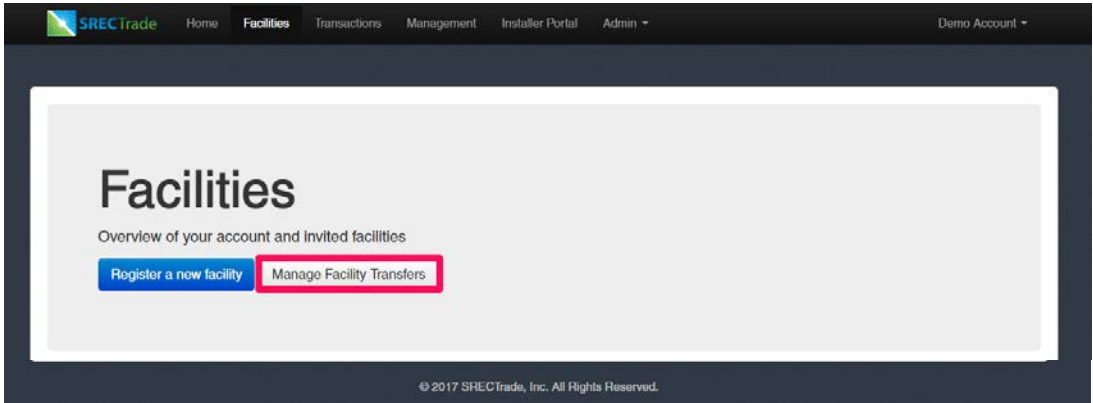 SRECTrade Home Facilities Transactions Management Installer Portal Admin Demo Account
Facilities
Overview of your account and invited facilities
Register a new facility Manage Facility Transfers
© 2017 SRECTrade, Inc. All Rights Reserved.